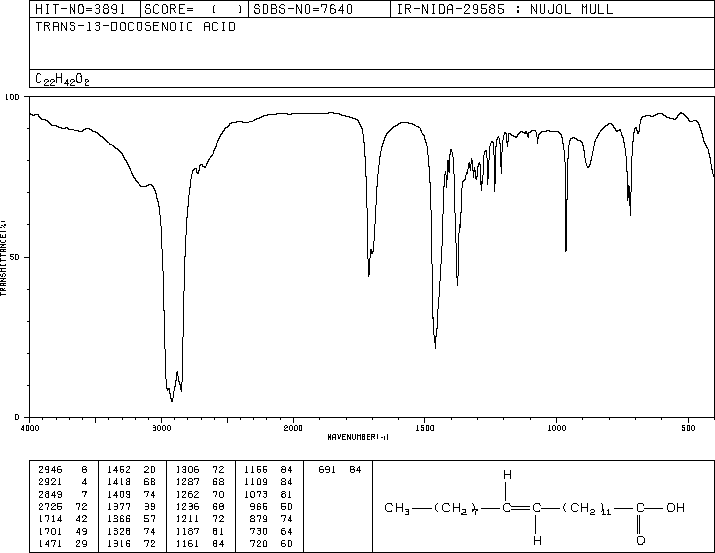 HIT-NO=3891 SCORE= ( ) SDBS-NO=7640 IR-NIDA-29585 : NUJOL MULL
TRANS-13-DOCOSENOIC ACID
C22H42O2
100
50
0
TRANSMITTANCE(%)
4000 3000 2000 1500 1000 500
WAVENUMBER(-1)
2946 8 1462 20 1306 72 1155 84 691 84
2921 4 1418 68 1287 68 1109 84
2849 7 1409 74 1262 70 1073 81
2725 72 1377 39 1236 68 966 50
1714 42 1366 57 1211 72 879 74
1701 49 1328 74 1187 81 730 64
1471 29 1316 72 1161 84 720 60
H
CH3 (CH2)7 C=C (CH2)11 C OH
H O